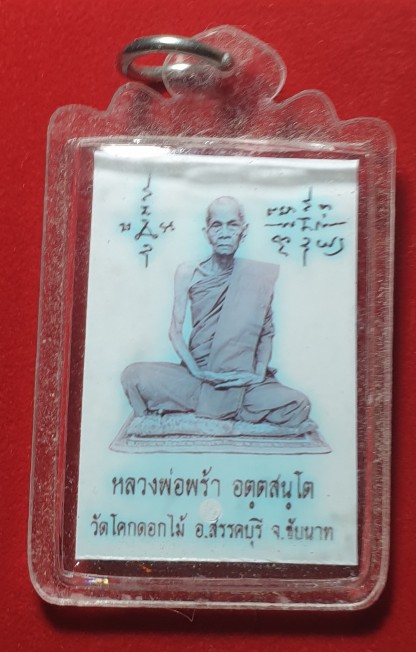 หลวงพ่อพร้า อตฺตสนฺโต
วัดโคกดอกไม้ อ.สรรคบุรี จ.ชัยนาท